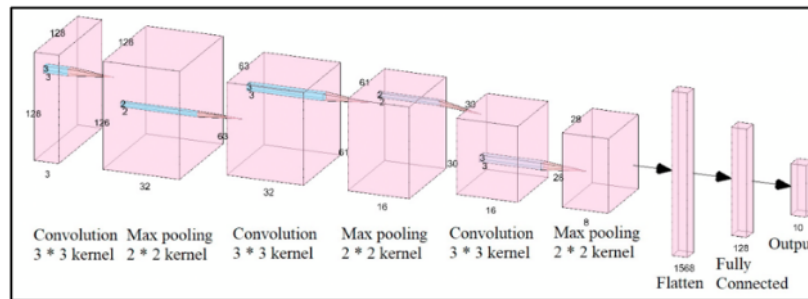 128
128
63
61
30
28
3
3
2
2
3
3
2
2
3
3
128
126
63
61
30
28
3
32
32
16
16
8
1568
128
10
Convolution
3 * 3 kernel
Max pooling
2 * 2 kernel
Convolution
3 * 3 kernel
Max pooling
2 * 2 kernel
Convolution
3 * 3 kernel
Max pooling
2 * 2 kernel
Flatten
Fully
Connected
Output